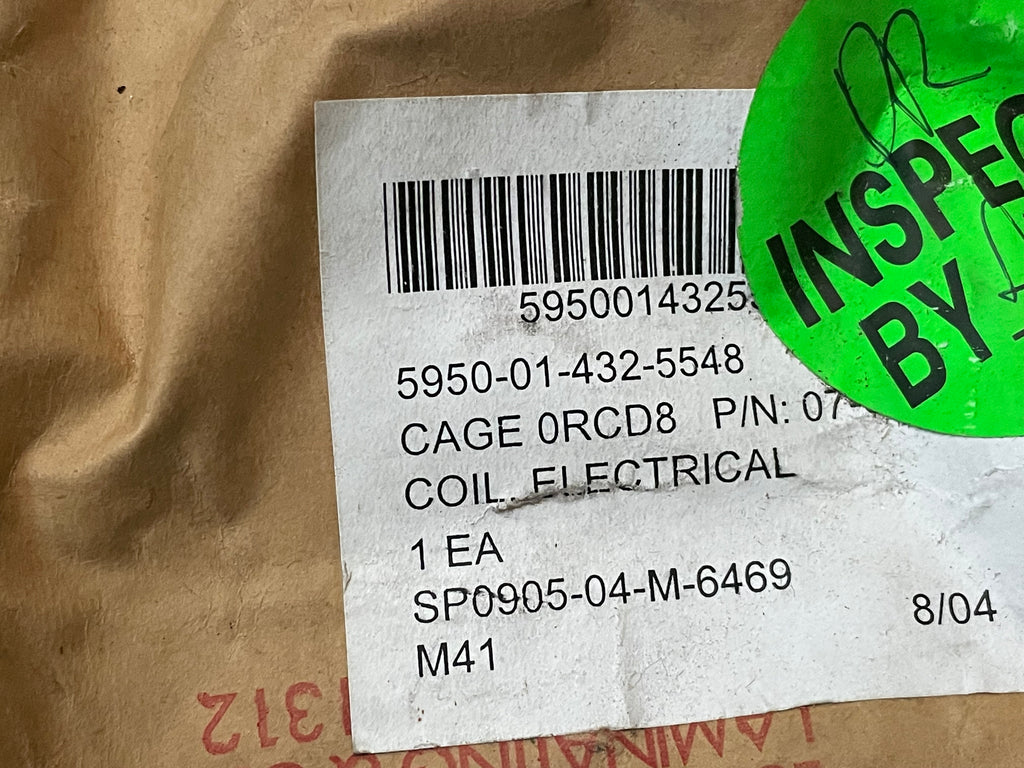 INSPEC
BY
59500143255
5950-01-432-5548
CAGE 0RCD8 P/N: 07
COIL, ELECTRICAL
1 EA
SP0905-04-M-6469
8/04
M41
1312
LAMINATING &